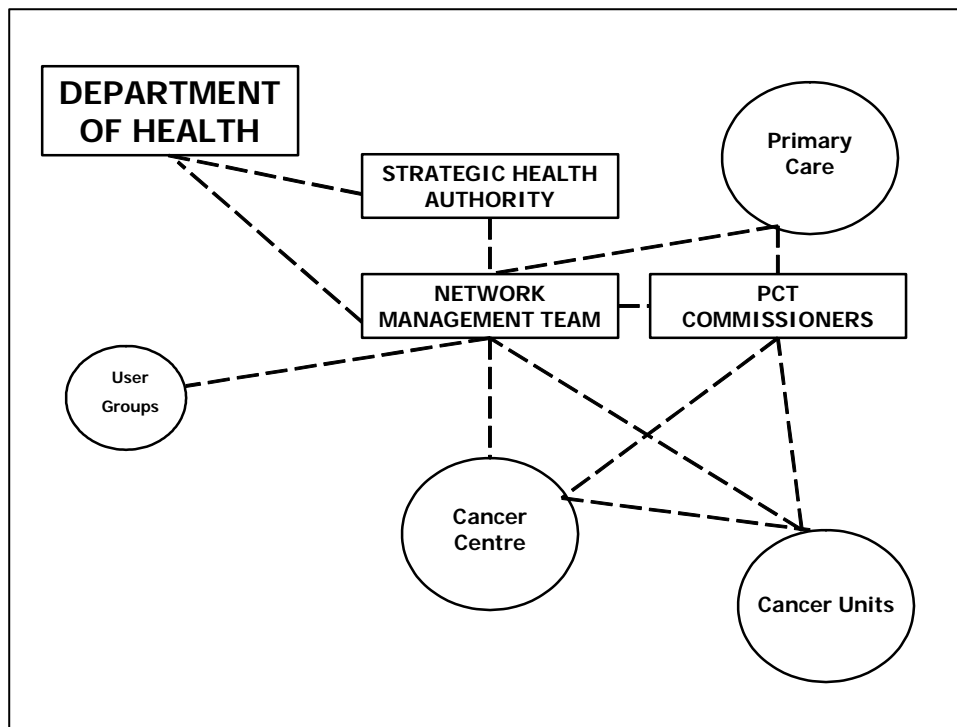 DEPARTMENT
OF HEALTH
Primary
Care
STRATEGIC HEALTH
AUTHORITY
NETWORK
MANAGEMENT TEAM
PCT
COMMISSIONERS
User
Groups
Cancer
Centre
Cancer Units